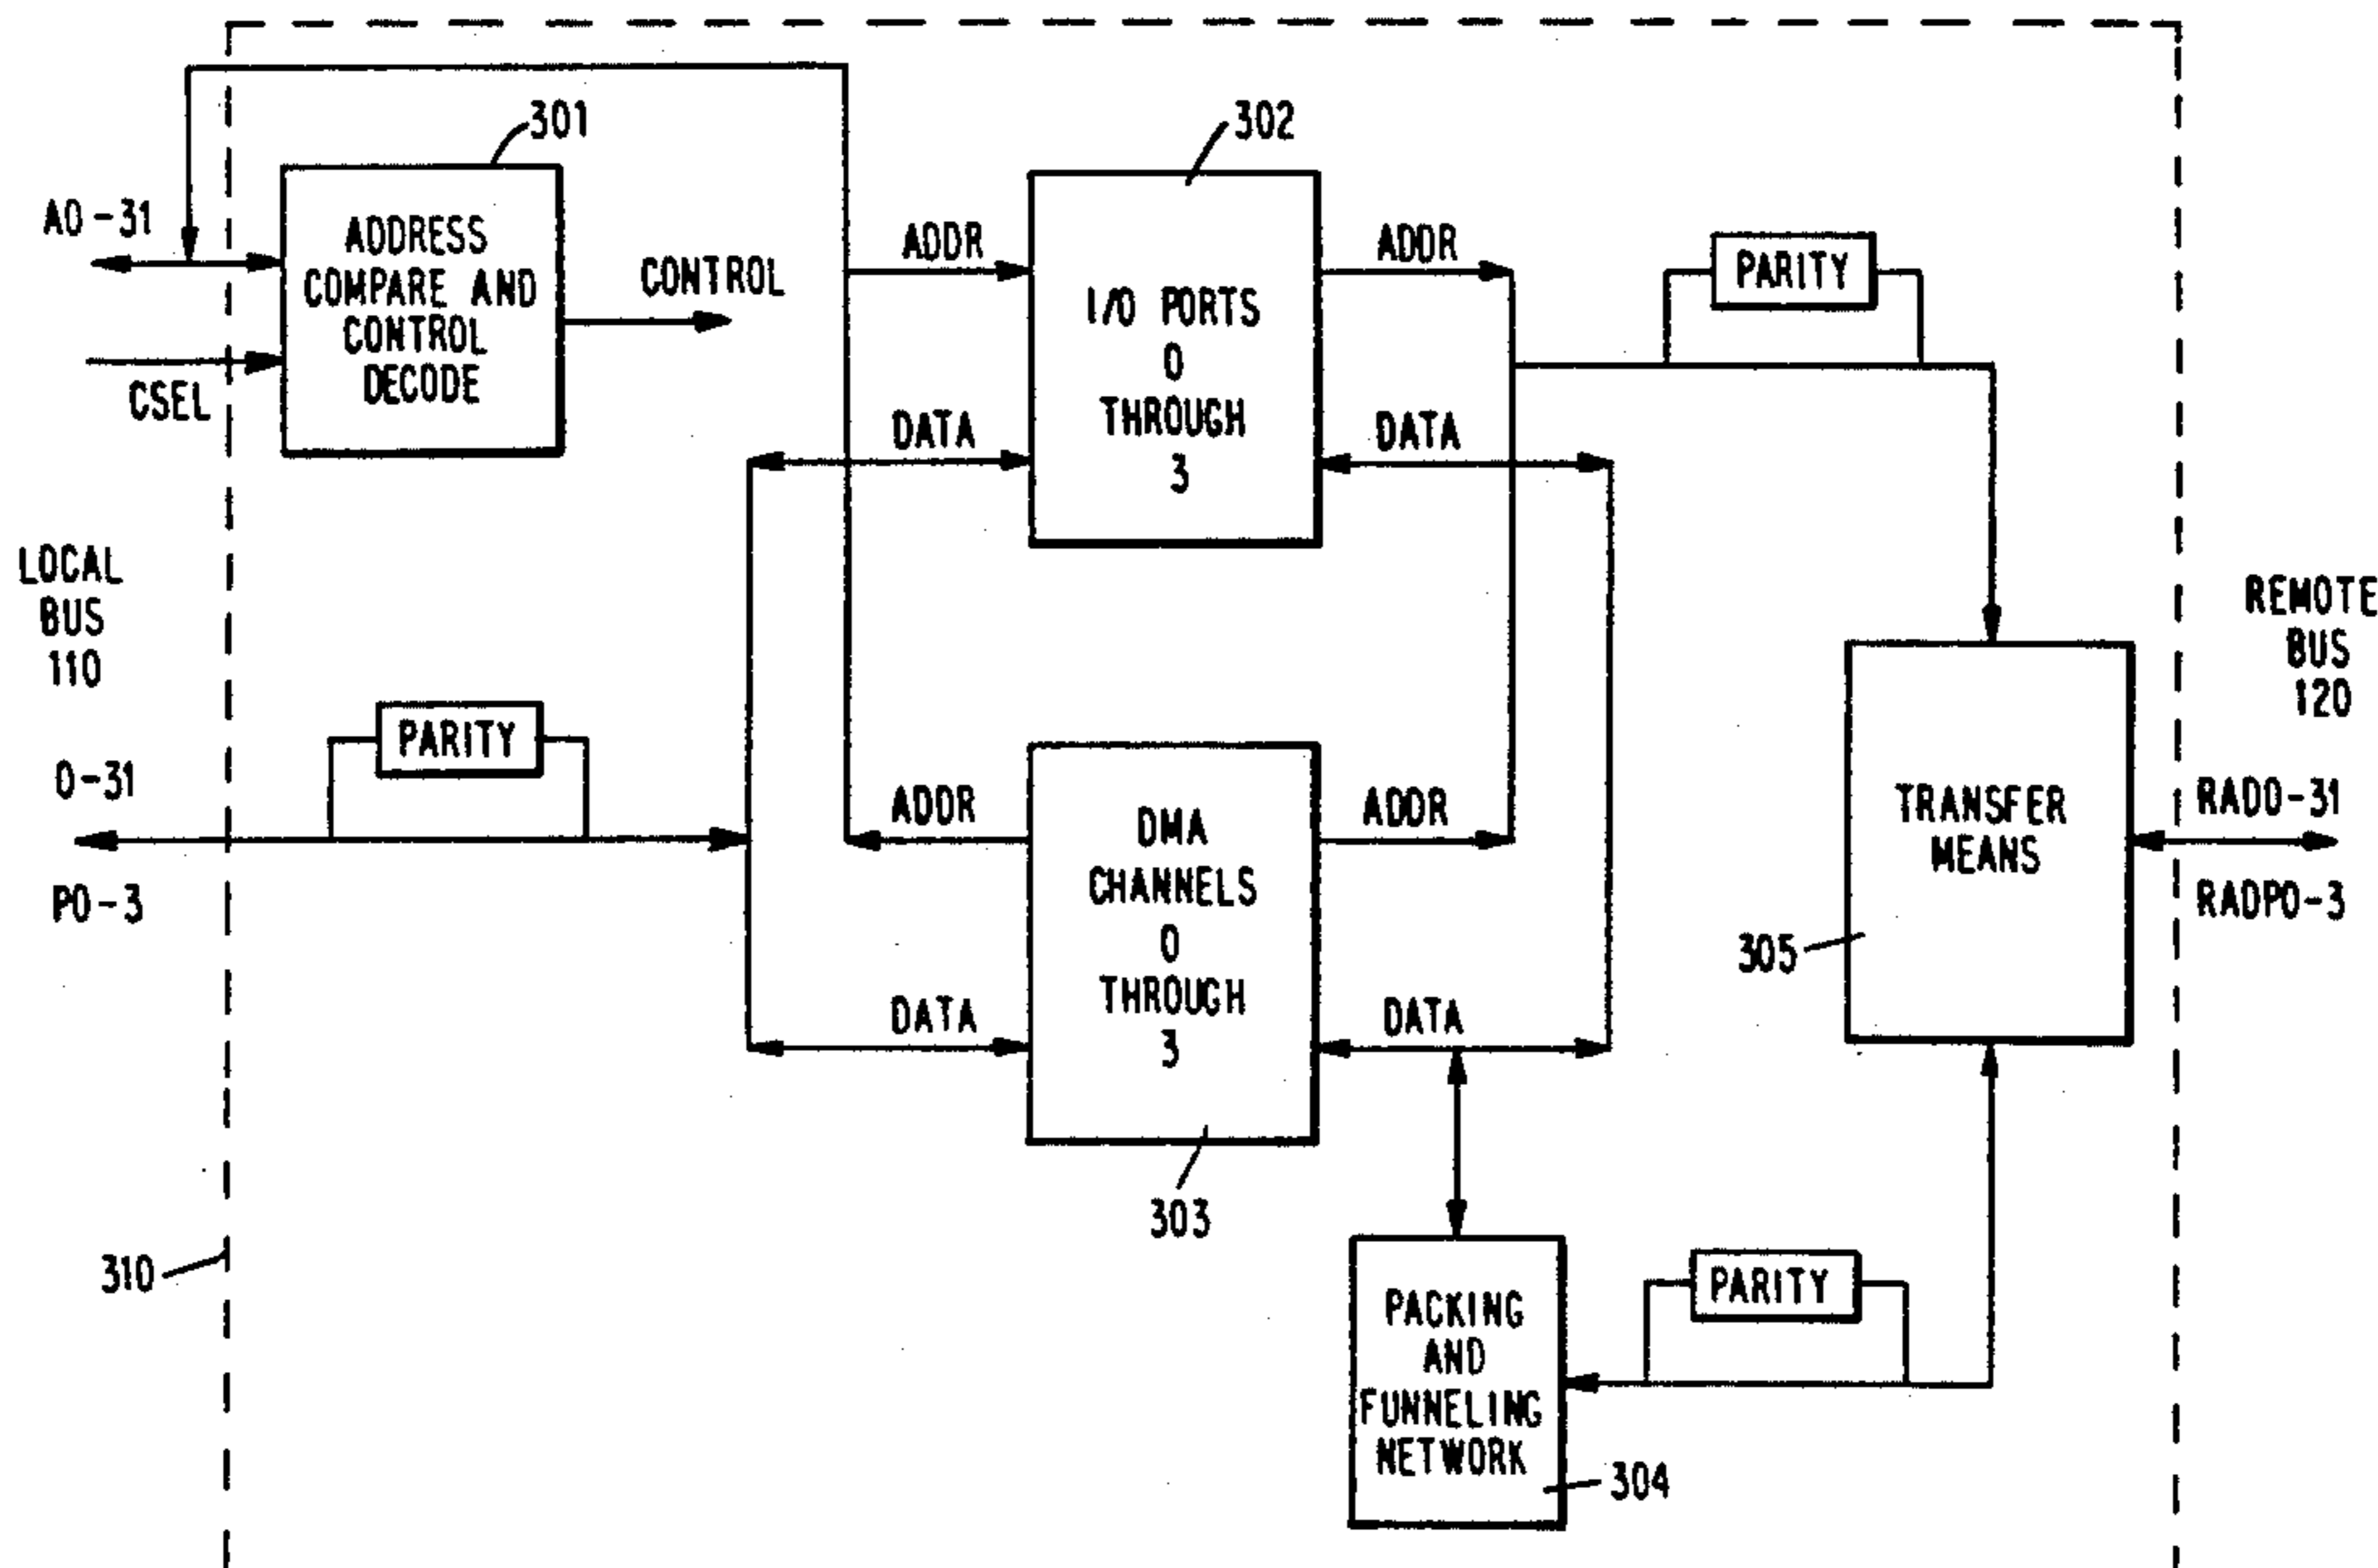 301
302
A0-31
ADDRESS
COMPARE AND
CONTROL
DECODE
CONTROL
CSEL
ADDR
I/O PORTS
0
THROUGH
3
ADDR
PARITY
DATA
DATA
LOCAL
BUS
110
REMOTE
BUS
120
PARITY
0-31
P0-3
ADDR
DMA
CHANNELS
0
THROUGH
3
ADDR
TRANSFER
MEANS
RAD0-31
RADP0-3
305
DATA
DATA
303
310
PACKING
AND
FUNNELING
NETWORK
PARITY
304